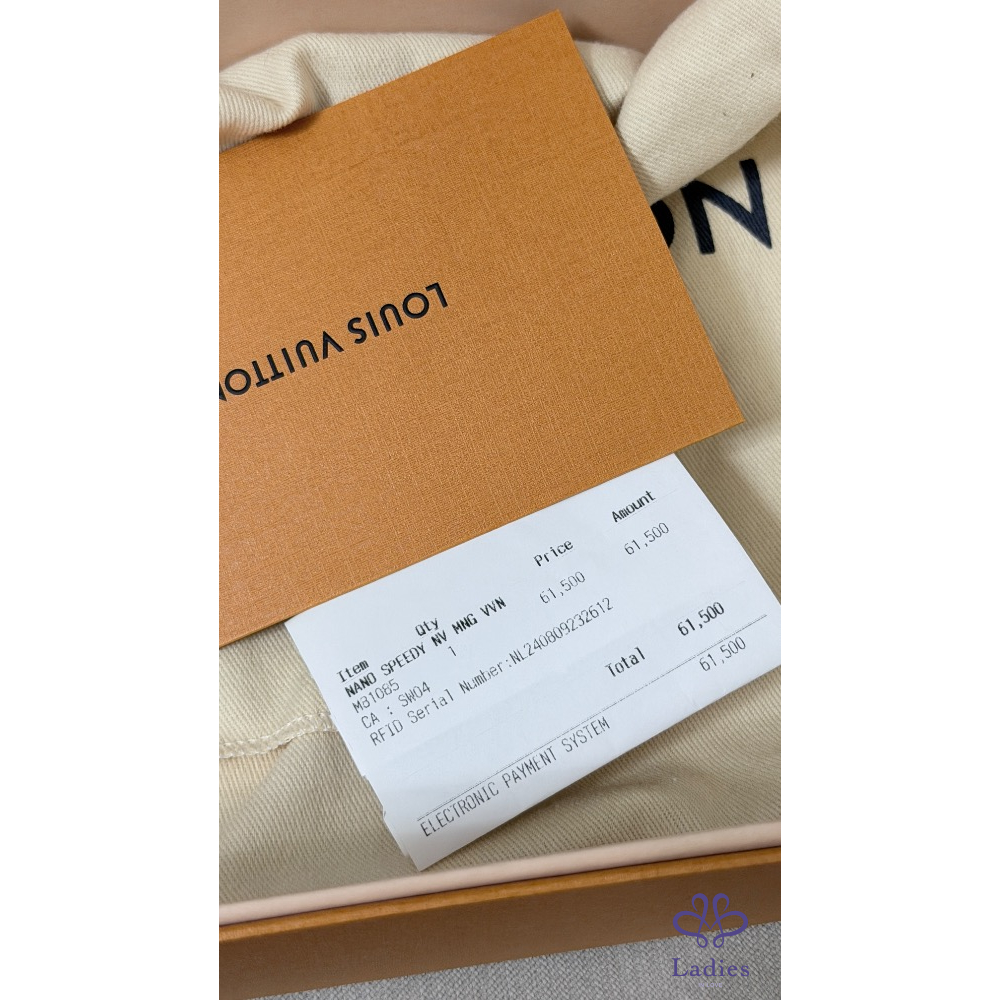 ON
LOUIS VUITTON
Item Qty Price Amount
NANO SPEEDY NV MNG VVN
M81085 1 61,500 61,500
CA : SW04
RFID Serial Number:NL240809232612
Total 61,500
61,500
ELECTRONIC PAYMENT SYSTEM
Ladies